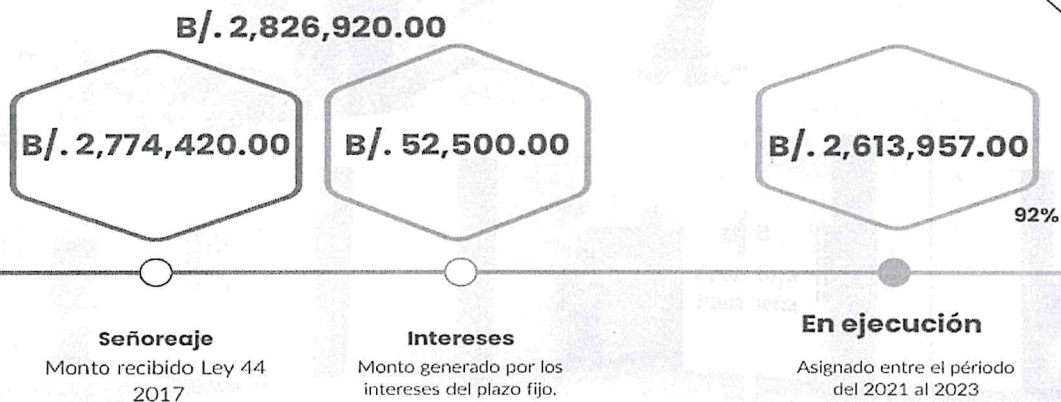 B/. 2,826,920.00
B/. 2,774,420.00
B/. 52,500.00
B/. 2,613,957.00
92%
Señoreaje
Monto recibido Ley 44
2017
Intereses
Monto generado por los
intereses del plazo fijo.
En ejecución
Asignado entre el período
del 2021 al 2023